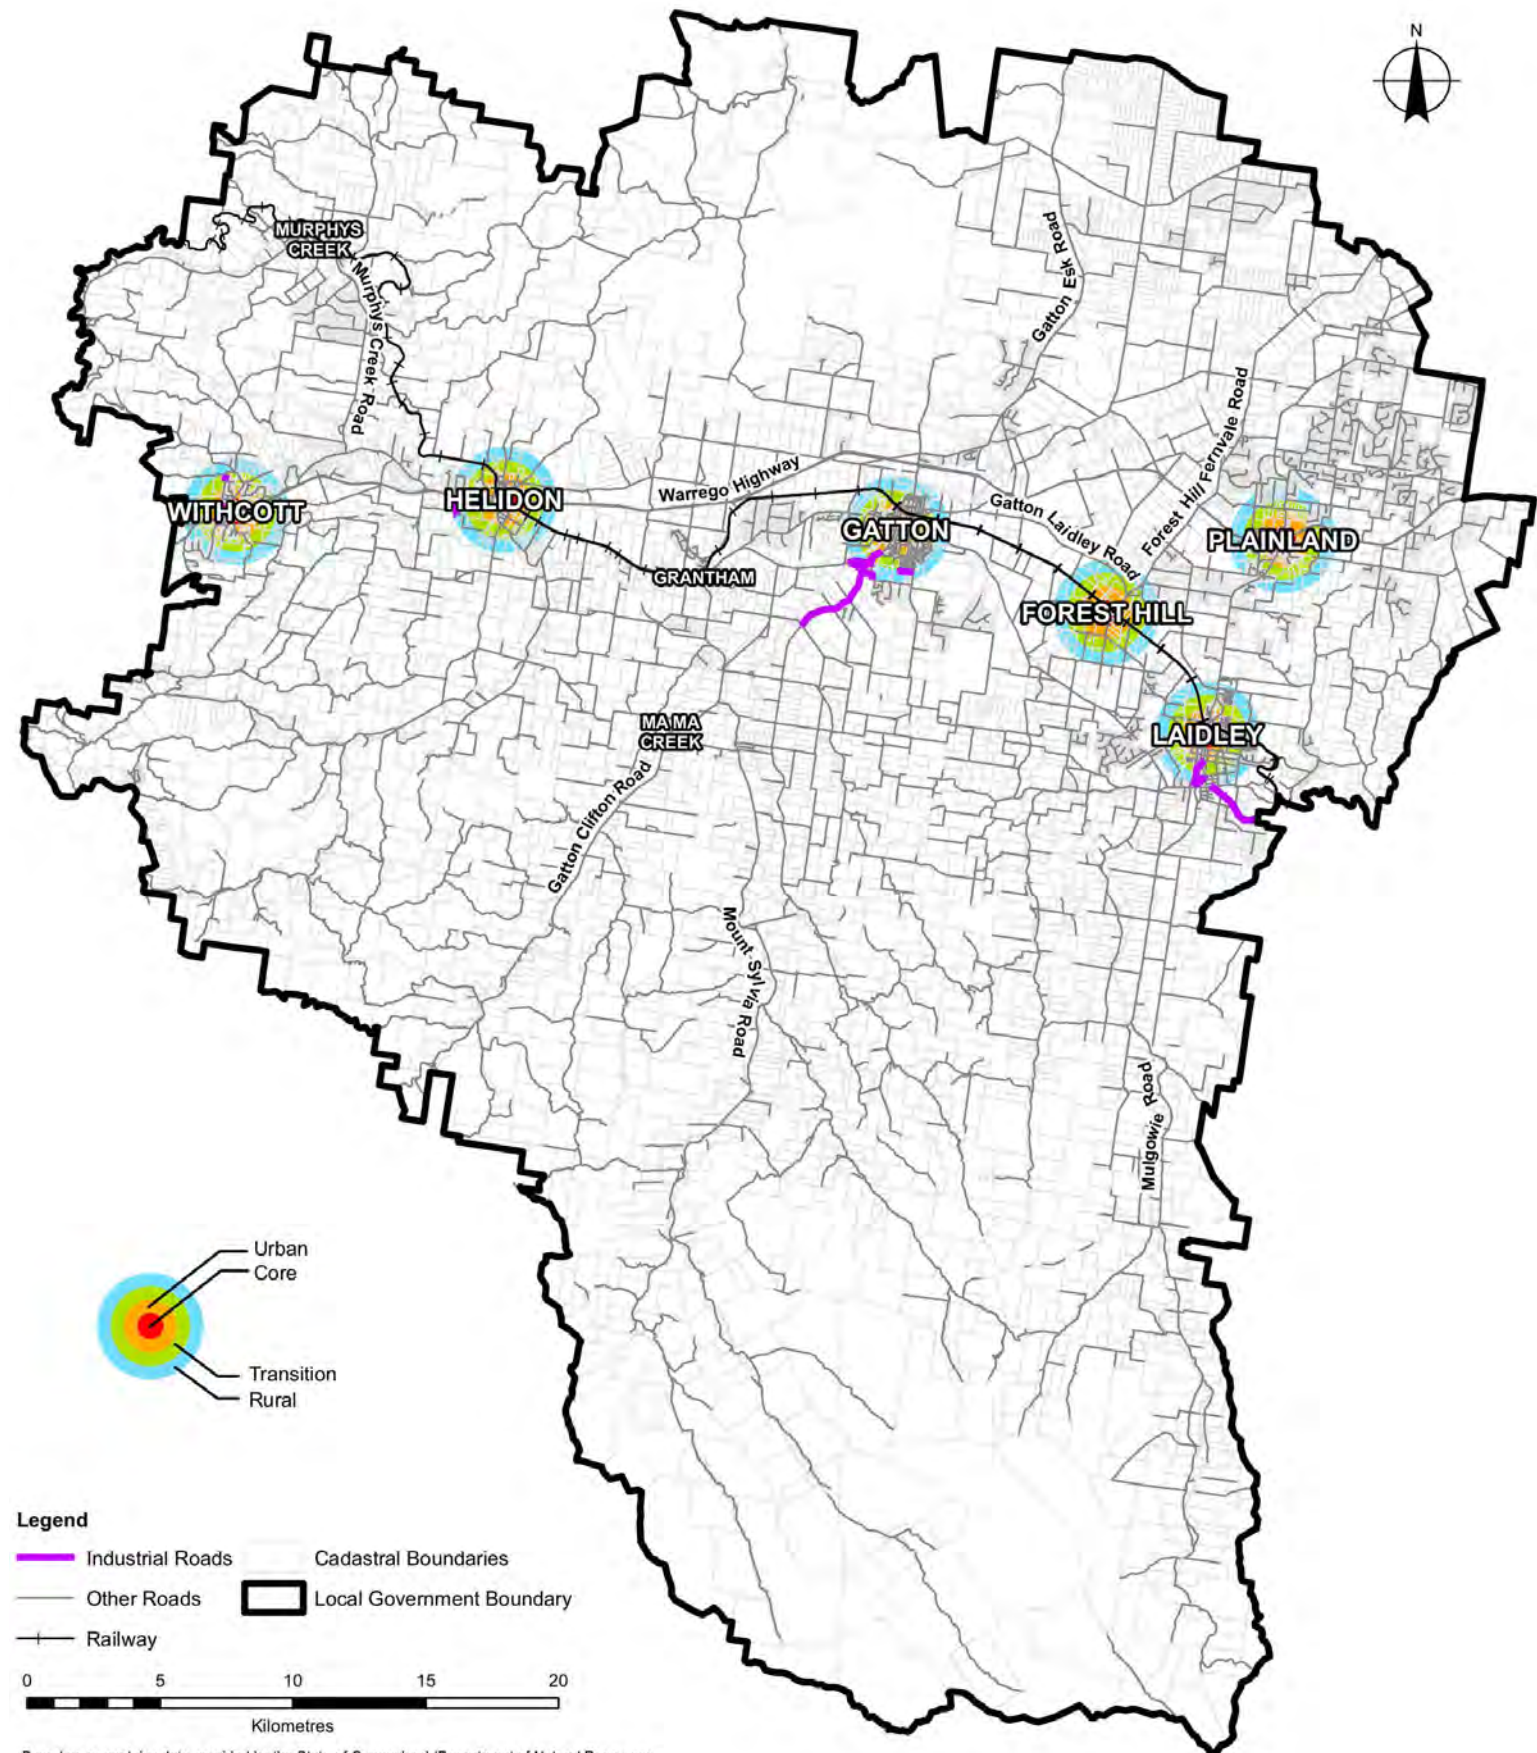 N
MURPHYS
CREEK
Murphys Creek Road
Gatton Esk Road
Forest Hill Fernvale Road
WITHCOTT
HELIDON
Warrego Highway
GATTON
Gatton Laidley Road
PLAINLAND
GRANTHAM
FOREST HILL
MA MA
CREEK
LAIDLEY
Gatton Clifton Road
Mount Sylvia Road
Mulgowie Road
Urban
Core
Transition
Rural
Legend
Industrial Roads
Cadastral Boundaries
Other Roads
Local Government Boundary
Railway
0 5 10 15 20
Kilometres